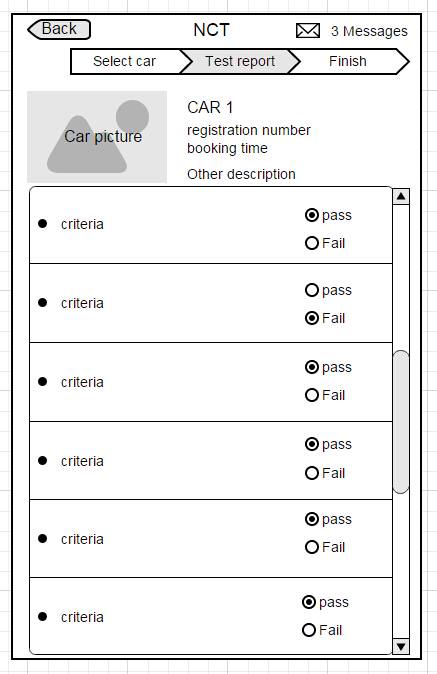 Back
NCT
3 Messages
Select car
Test report
Finish
Car picture
CAR 1
registration number
booking time
Other description
criteria
pass
Fail
criteria
pass
Fail
criteria
pass
Fail
criteria
pass
Fail
criteria
pass
Fail
criteria
pass
Fail